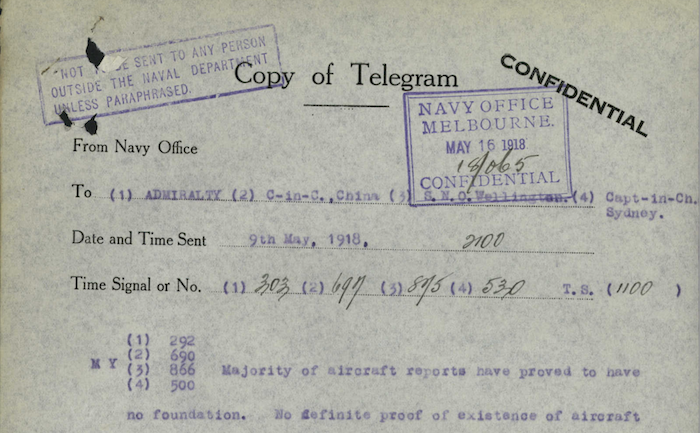 NOT TO BE SENT TO ANY PERSON
OUTSIDE THE NAVAL DEPARTMENT
UNLESS PARAPHRASED.
Copy of Telegram
CONFIDENTIAL
NAVY OFFICE
MELBOURNE.
MAY 16 1918
18/065
CONFIDENTIAL
From Navy Office
To (1) ADMIRALTY (2) C-in-C., China (3) S.N.O. Wellington. (4) Capt-in-Ch.
Sydney.
Date and Time Sent 9th May, 1918, 2100
Time Signal or No. (1) 303 (2) 697 (3) 875 (4) 530 T.S. (1100 )
(1) 292
(2) 690
M Y (3) 866 Majority of aircraft reports have proved to have
(4) 500
no foundation. No definite proof of existence of aircraft